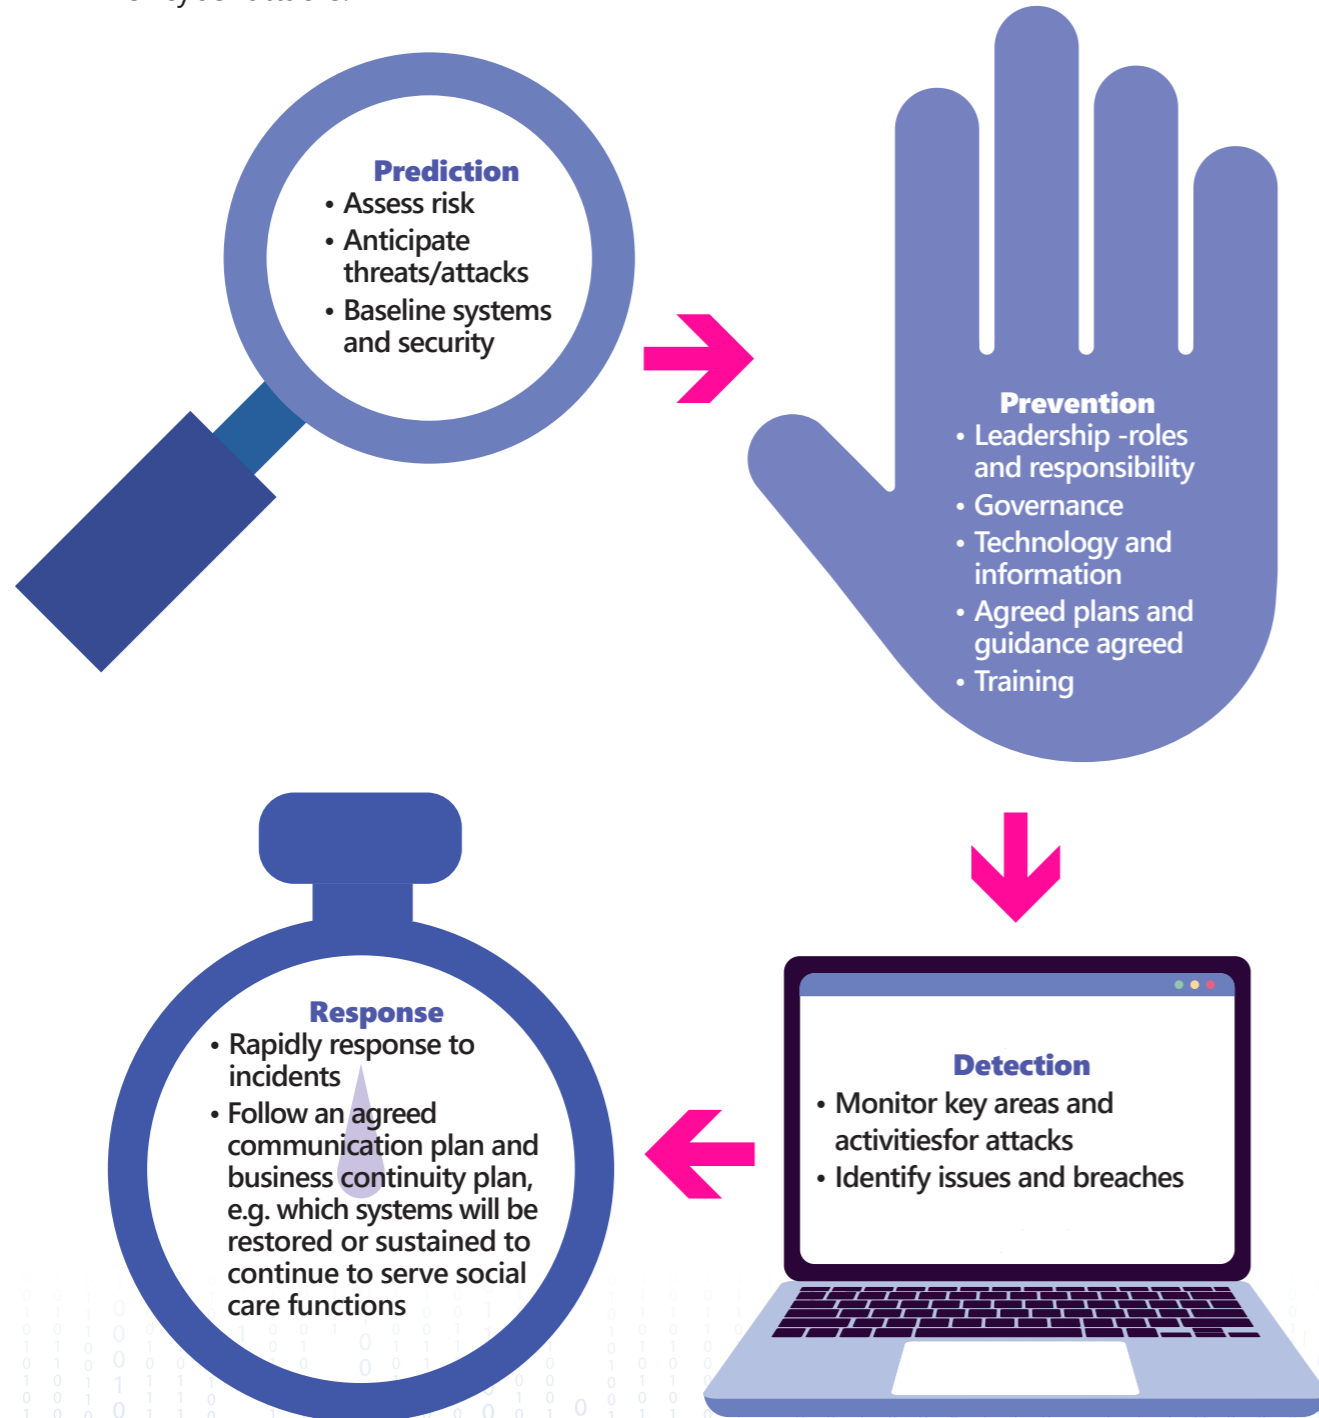 Prediction
• Assess risk
• Anticipate
threats/attacks
• Baseline systems
and security
Prevention
• Leadership -roles
and responsibility
• Governance
• Technology and
information
• Agreed plans and
guidance agreed
• Training
Detection
• Monitor key areas and
activitiesfor attacks
• Identify issues and breaches
Response
• Rapidly response to
incidents
• Follow an agreed
communication plan and
business continuity plan,
e.g. which systems will be
restored or sustained to
continue to serve social
care functions